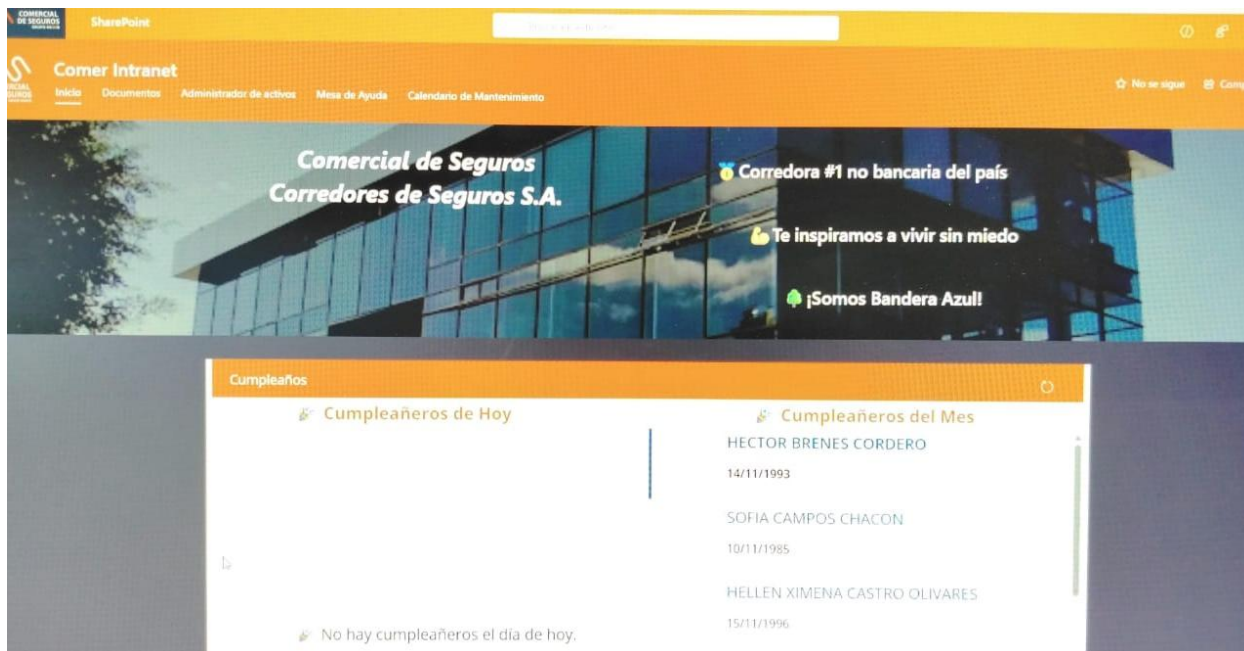 COMERCIAL
DE SEGUROS
SharePoint
Comer Intranet
Inicio Documentos Administrador de activos Mesa de Ayuda Calendario de Mantenimiento
No se sigue
Comercial de Seguros
Corredores de Seguros S.A.
Corredora #1 no bancaria del país
Te inspiramos a vivir sin miedo
¡Somos Bandera Azul!
Cumpleaños
Cumpleañeros de Hoy
Cumpleañeros del Mes
HECTOR BRENES CORDERO
14/11/1993
SOFIA CAMPOS CHACON
10/11/1985
HELLEN XIMENA CASTRO OLIVARES
15/11/1996
No hay cumpleañeros el día de hoy.